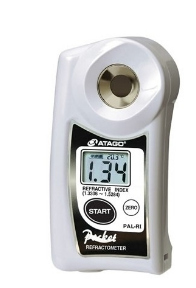 ATAGO
1.34
REFRACTIVE INDEX
(1.3306 ~ 1.5284)
START
ZERO
PAL-RI
Pocket
REFRACTOMETER